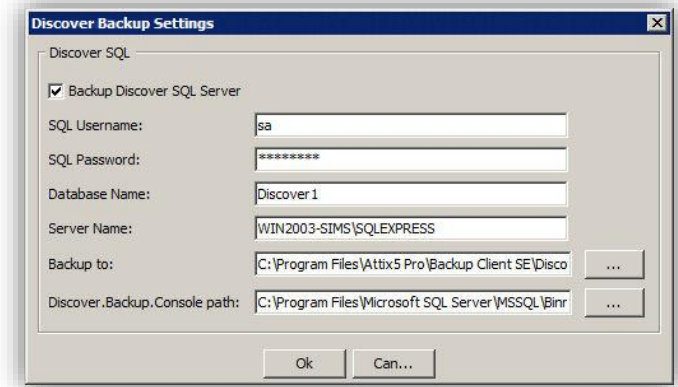 Discover Backup Settings
Discover SQL
Backup Discover SQL Server
SQL Username: sa
SQL Password: ********
Database Name: Discover1
Server Name: WIN2003-SIMS\SQLEXPRESS
Backup to: C:\Program Files\Attix5 Pro\Backup Client SE\Disco ...
Discover.Backup.Console path: C:\Program Files\Microsoft SQL Server\MSSQL\Binr ...
Ok Can...